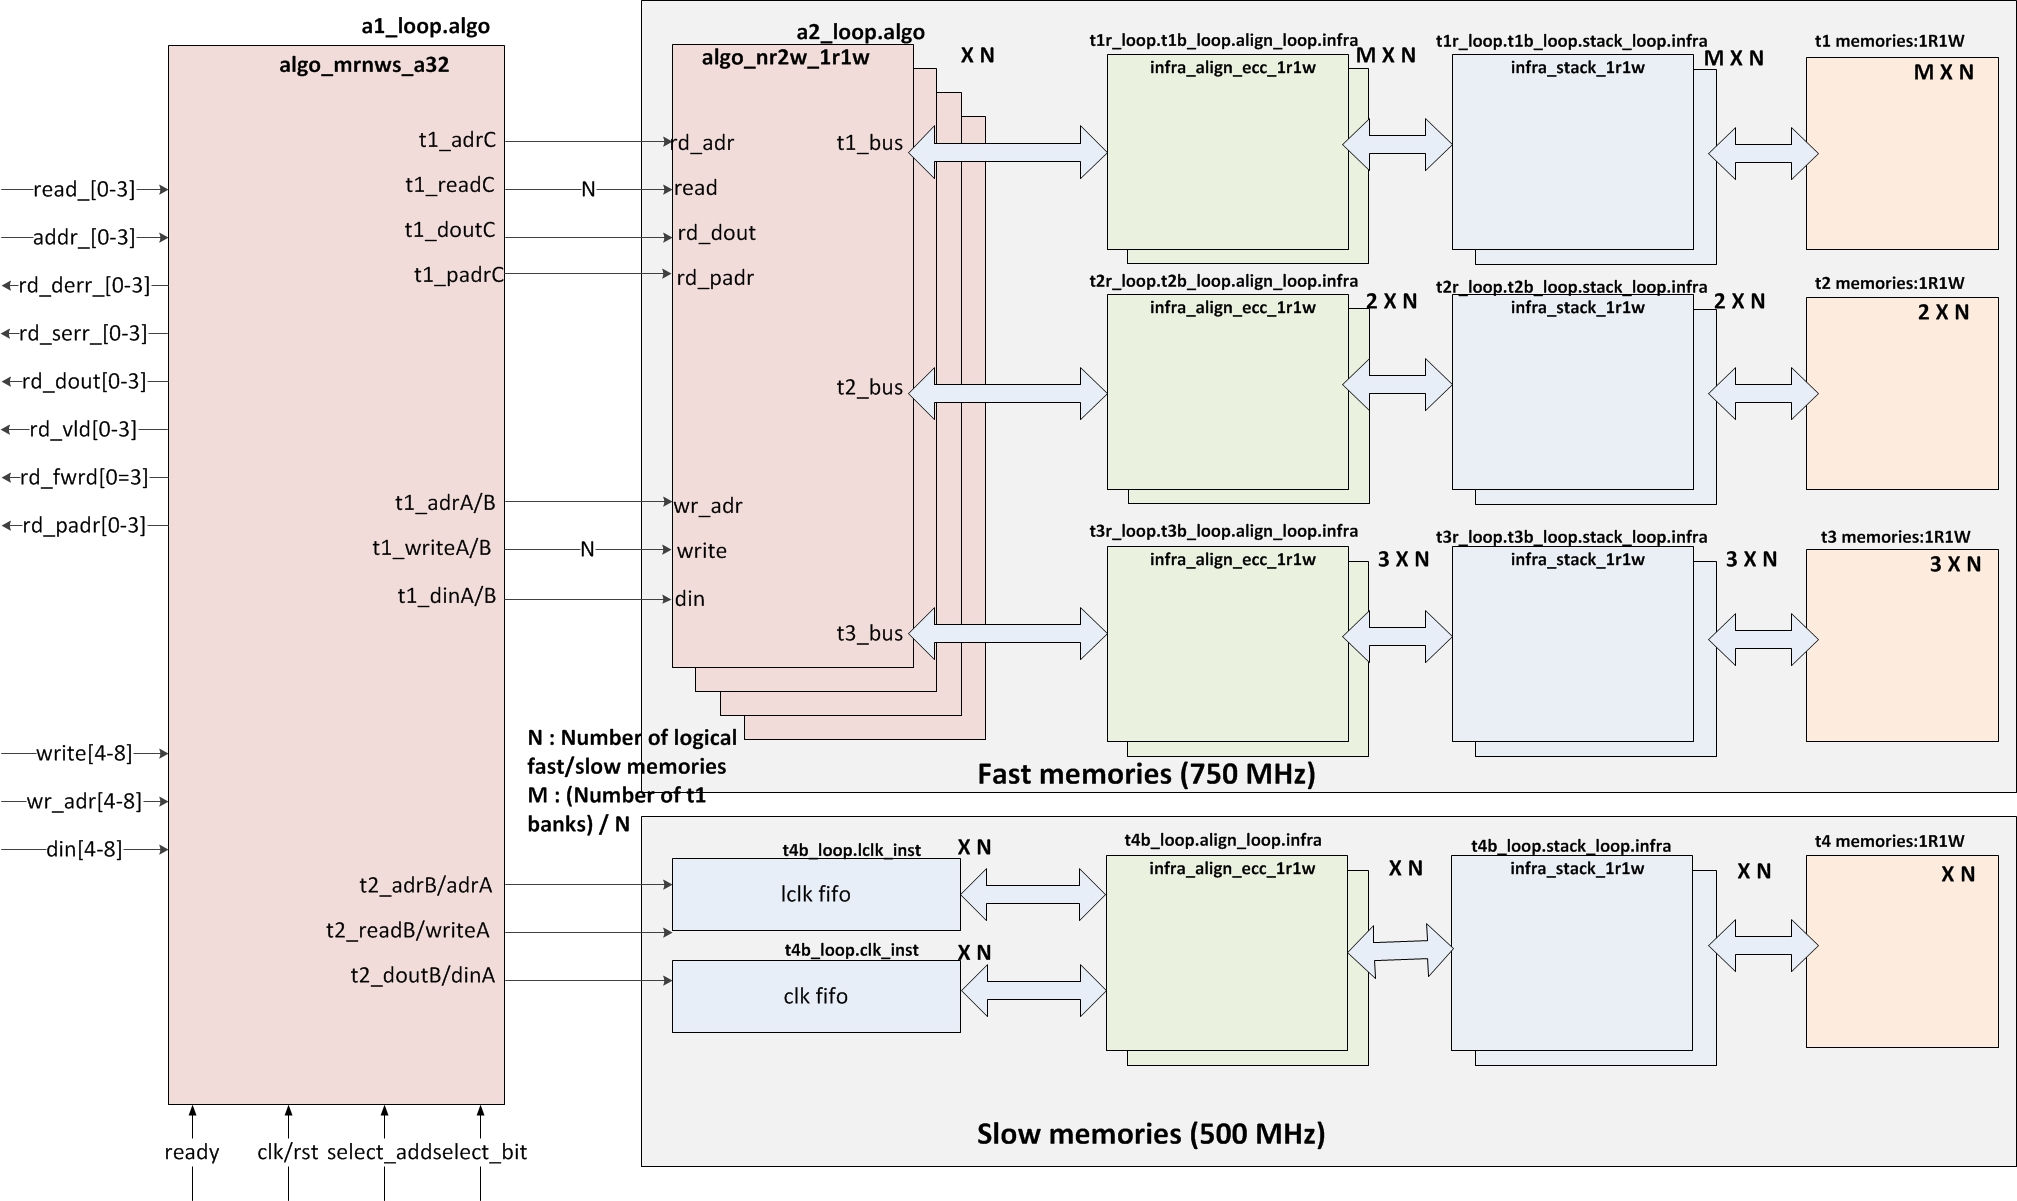 a1_loop.algo
algo_mrnws_a32
t1_adrC
t1_readC
t1_doutC
t1_padrC
read_[0-3]
addr_[0-3]
rd_derr_[0-3]
rd_serr_[0-3]
rd_dout[0-3]
rd_vld[0-3]
rd_fwrd[0=3]
rd_padr[0-3]
t1_adrA/B
t1_writeA/B
t1_dinA/B
write[4-8]
wr_adr[4-8]
din[4-8]
t2_adrB/adrA
t2_readB/writeA
t2_doutB/dinA
ready
clk/rst
select_add
select_bit
N
N
a2_loop.algo
algo_nr2w_1r1w
X N
rd_adr
read
rd_dout
rd_padr
wr_adr
write
din
t1_bus
t2_bus
t3_bus
t1r_loop.t1b_loop.align_loop.infra
infra_align_ecc_1r1w
M X N
t1r_loop.t1b_loop.stack_loop.infra
infra_stack_1r1w
M X N
t1 memories:1R1W
M X N
t2r_loop.t2b_loop.align_loop.infra
infra_align_ecc_1r1w
2 X N
t2r_loop.t2b_loop.stack_loop.infra
infra_stack_1r1w
2 X N
t2 memories:1R1W
2 X N
t3r_loop.t3b_loop.align_loop.infra
infra_align_ecc_1r1w
3 X N
t3r_loop.t3b_loop.stack_loop.infra
infra_stack_1r1w
3 X N
t3 memories:1R1W
3 X N
Fast memories (750 MHz)
N : Number of logical
fast/slow memories
M : (Number of t1
banks) / N
t4b_loop.lclk_inst
X N
lclk fifo
t4b_loop.clk_inst
X N
clk fifo
t4b_loop.align_loop.infra
infra_align_ecc_1r1w
X N
t4b_loop.stack_loop.infra
infra_stack_1r1w
X N
t4 memories:1R1W
X N
Slow memories (500 MHz)